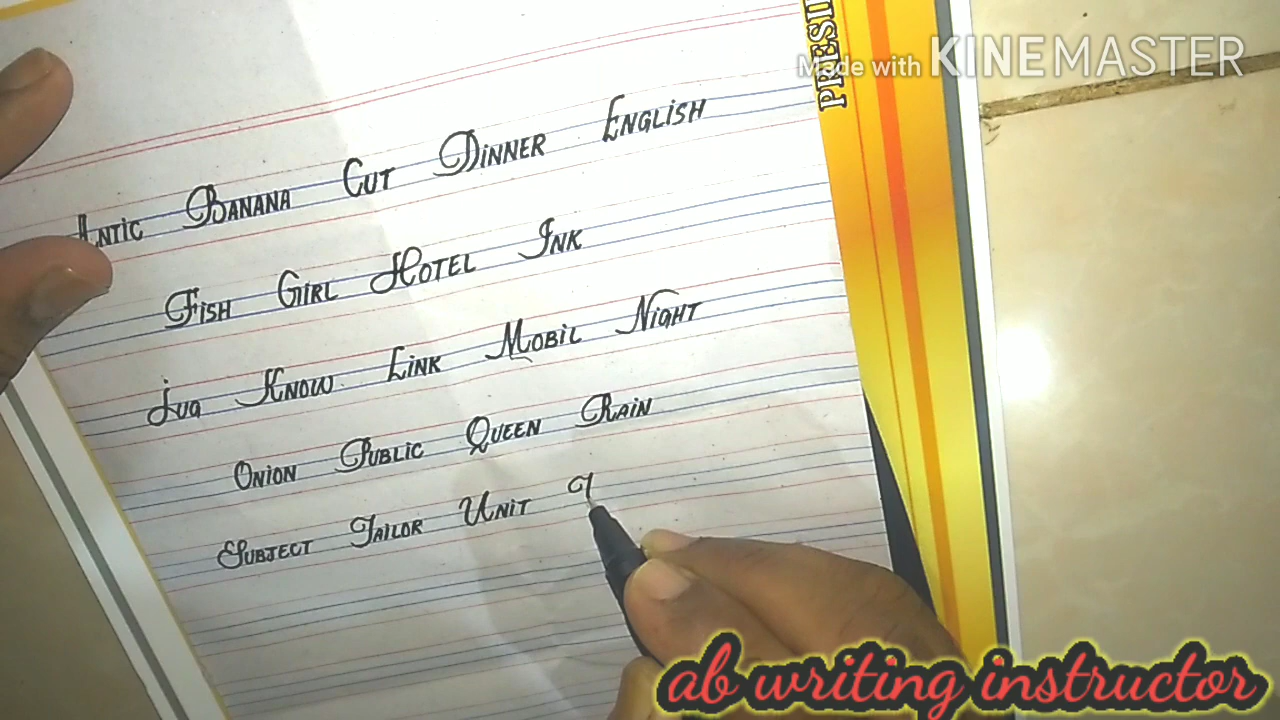 Made with KINEMASTER
PRESI
ANTIC BANANA CUT DINNER ENGLISH
FISH GIRL HOTEL INK
JUG KNOW LINK MOBIL NIGHT
ONION PUBLIC QUEEN RAIN
SUBJECT TAILOR UNIT
ab writing instructor